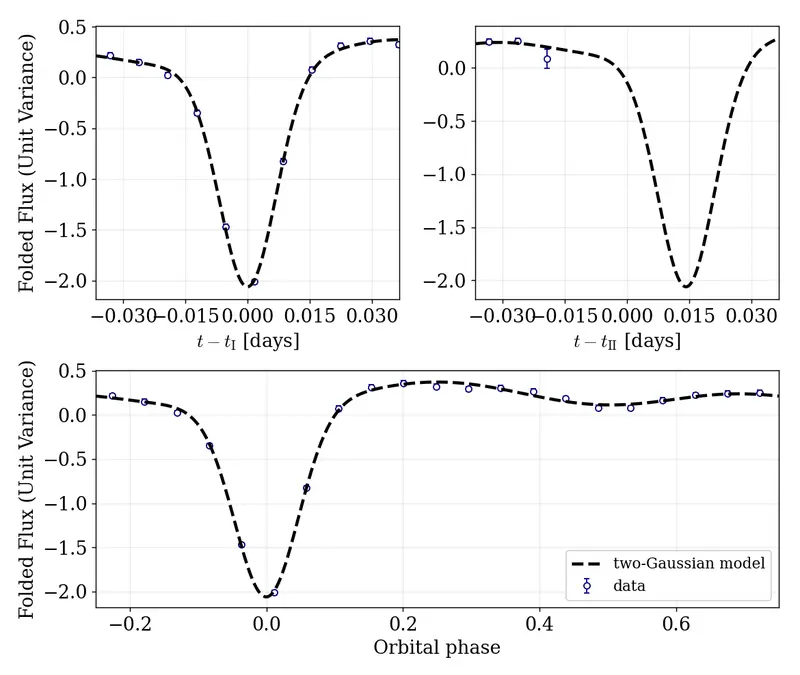 Folded Flux (Unit Variance)
0.5
0.0
−0.5
−1.0
−1.5
−2.0
−0.030 −0.015 0.000 0.015 0.030
t − t_I [days]
0.0
−0.5
−1.0
−1.5
−2.0
−0.030 −0.015 0.000 0.015 0.030
t − t_II [days]
Folded Flux (Unit Variance)
0.5
0.0
−0.5
−1.0
−1.5
−2.0
−0.2 0.0 0.2 0.4 0.6
Orbital phase
two-Gaussian model
data